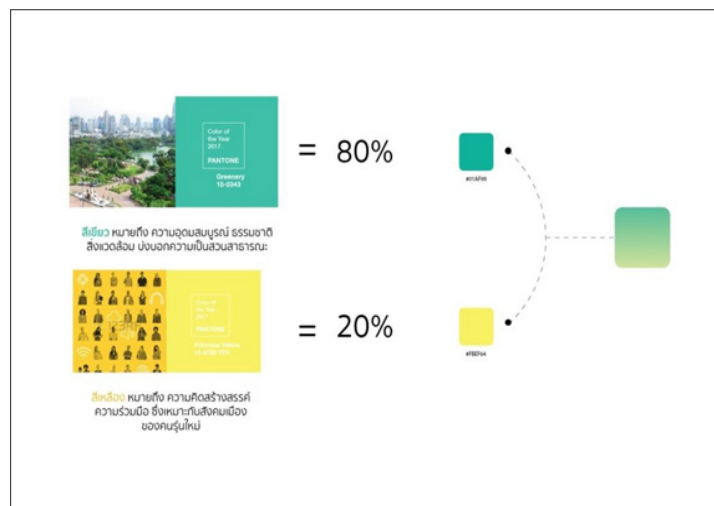 Color of
the Year
2017
PANTONE
Greenery
15-0343
= 80%
สีเขียว หมายถึง ความอุดมสมบูรณ์ ธรรมชาติ
สิ่งแวดล้อม บ่งบอกความเป็นสวนสาธารณะ
Color of
the Year
2017
PANTONE
Primrose Yellow
= 20%
สีเหลือง หมายถึง ความคิดสร้างสรรค์
ความร่วมมือ ซึ่งเหมาะกับสังคมเมือง
ของคนรุ่นใหม่